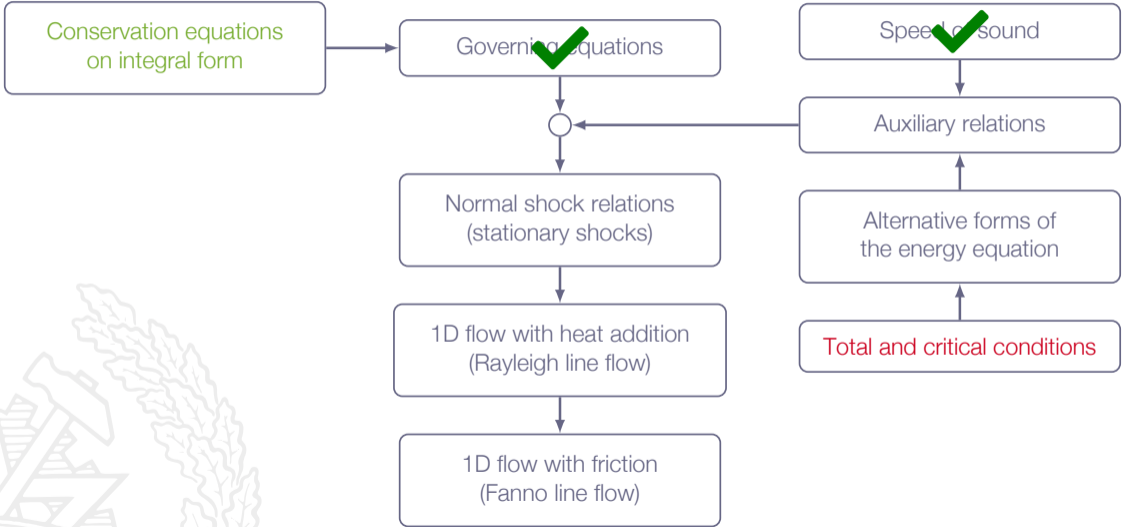 Conservation equations
on integral form
Governing equations
Speed of sound
Auxiliary relations
Normal shock relations
(stationary shocks)
Alternative forms of
the energy equation
1D flow with heat addition
(Rayleigh line flow)
Total and critical conditions
1D flow with friction
(Fanno line flow)